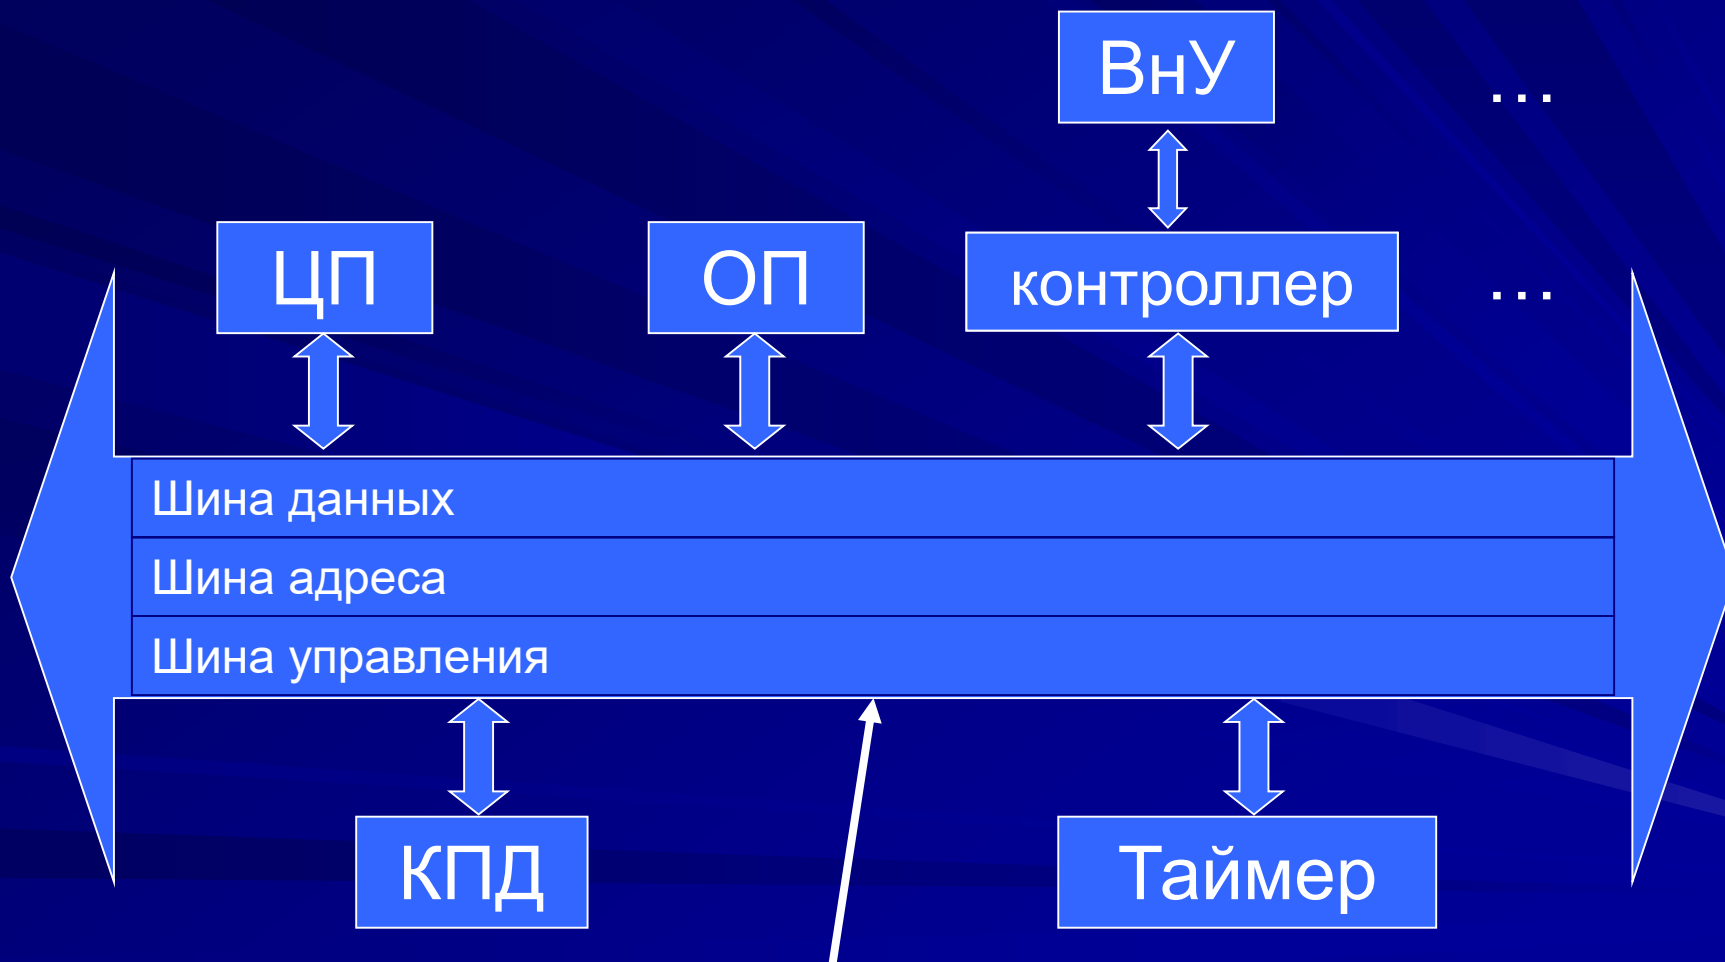 ВнУ
…
ЦП
ОП
контроллер
…
Шина данных
Шина адреса
Шина управления
КПД
Таймер